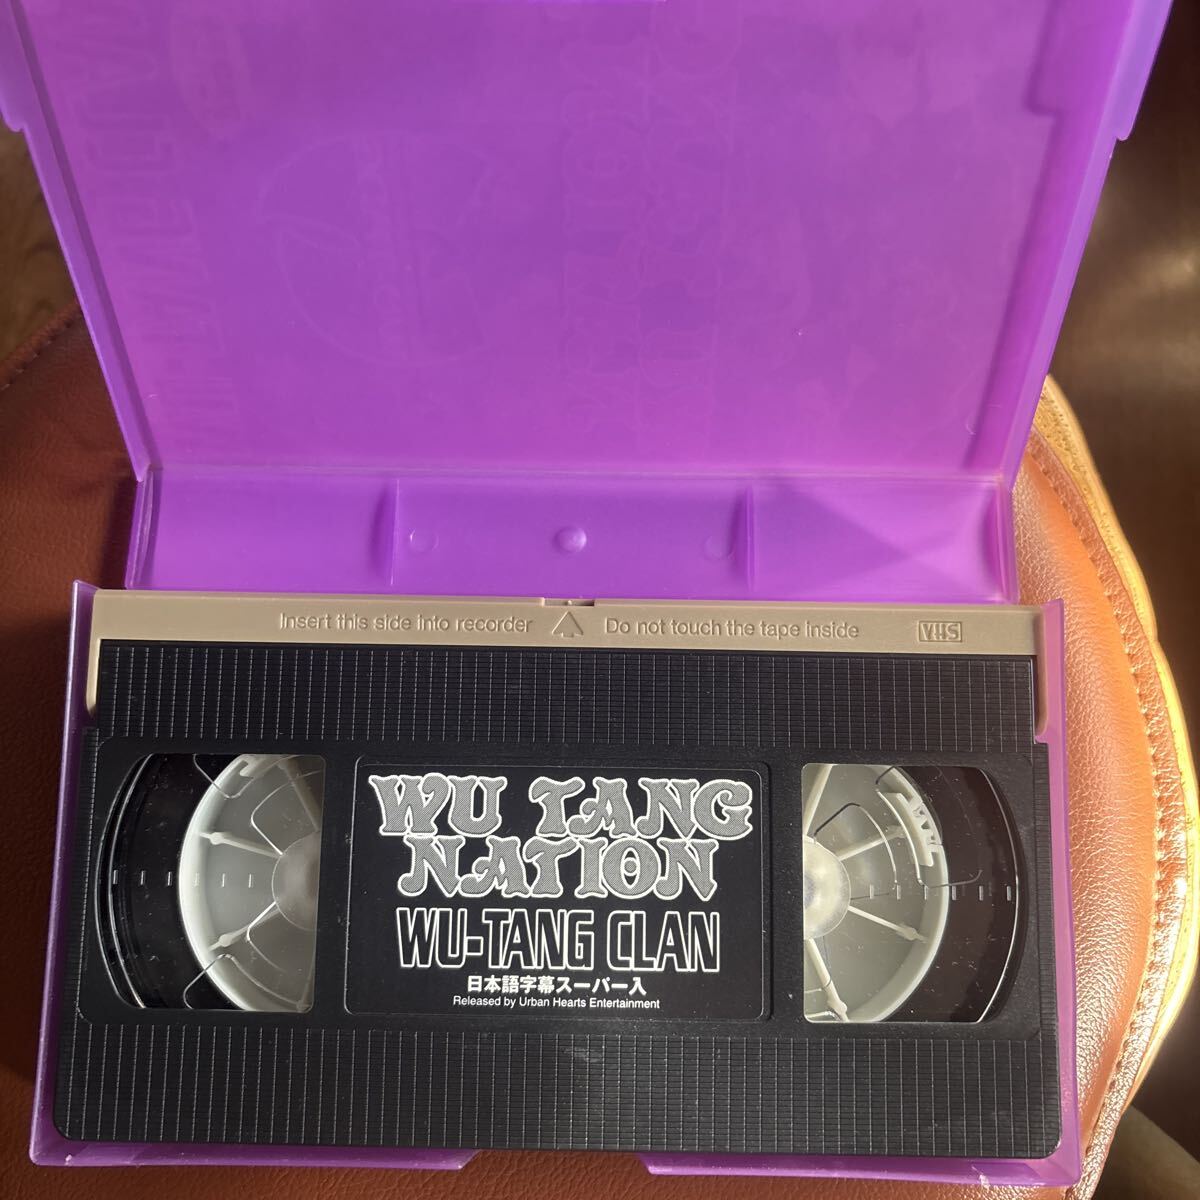 Insert this side into recorder Do not touch the tape inside VHS
WU TANG
NATION
WU-TANG CLAN
日本語字幕スーパー入
Released by Urban Hearts Entertainment